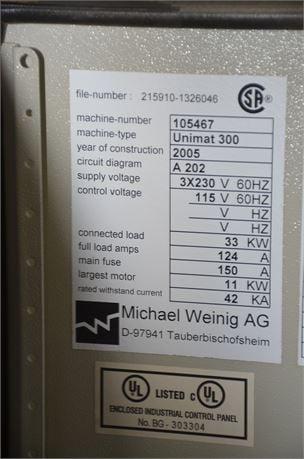 file-number : 215910-1326046
CSA
machine-number 105467
machine-type Unimat 300
year of construction 2005
circuit diagram A 202
supply voltage 3X230 V 60HZ
control voltage 115 V 60HZ
V HZ
V HZ
connected load 33 KW
full load amps 124 A
main fuse 150 A
largest motor 11 KW
rated withstand current 42 KA
Michael Weinig AG
D-97941 Tauberbischofsheim
UL LISTED C UL
ENCLOSED INDUSTRIAL CONTROL PANEL
No. BG - 303304